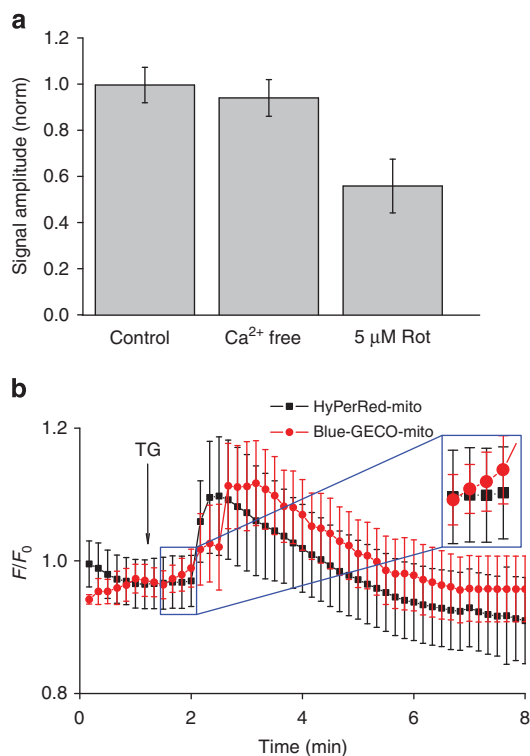 a
Signal amplitude (norm)
1.2
1.0
0.8
0.6
0.4
0.2
0.0
Control
Ca²⁺ free
5 μM Rot
b
HyPerRed-mito
Blue-GECO-mito
TG
F/F₀
1.2
1.0
0.8
0
2
4
6
8
Time (min)